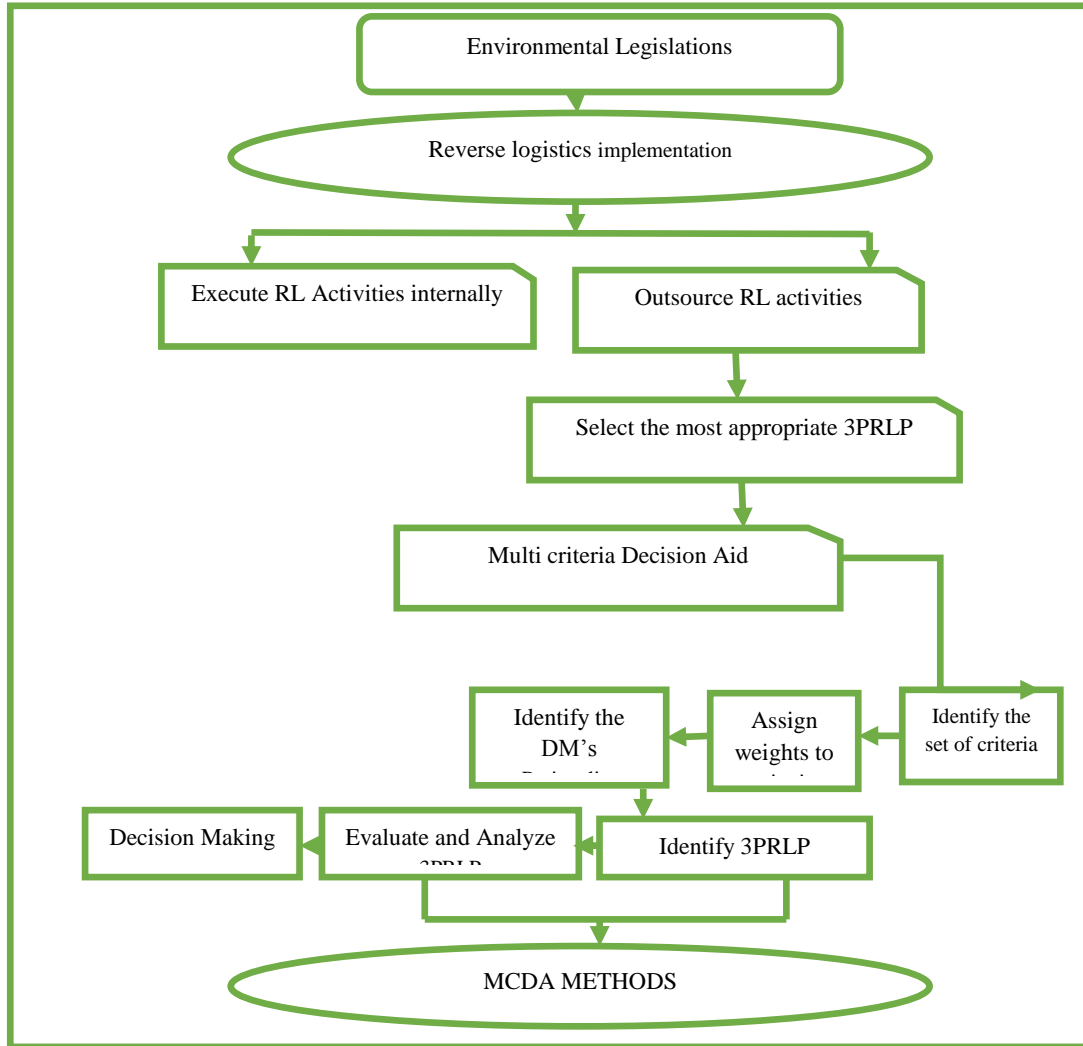 Environmental Legislations
Reverse logistics implementation
Execute RL Activities internally
Outsource RL activities
Select the most appropriate 3PRLP
Multi criteria Decision Aid
Identify the
DM's
Assign
weights to
Identify the
set of criteria
Decision Making
Evaluate and Analyze
3PRLP
Identify 3PRLP
MCDA METHODS